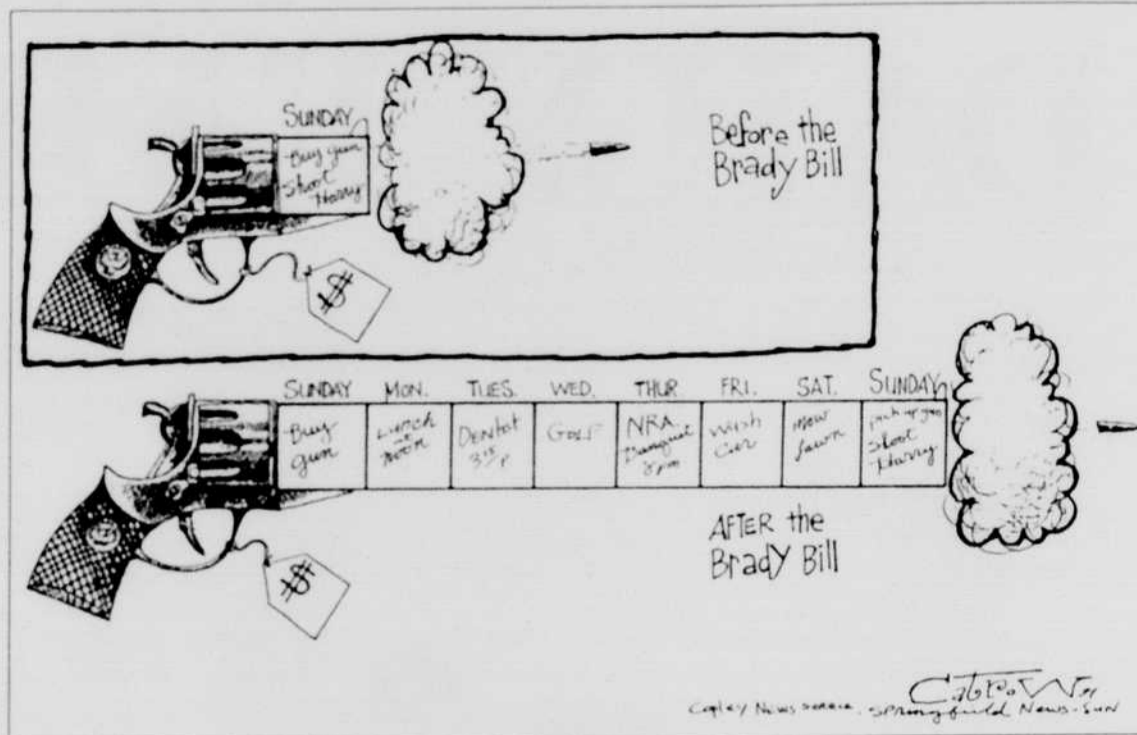 SUNDAY
Buy gun
Shoot
Harry
$
Before the
Brady Bill
SUNDAY MON. TUES. WED. THUR. FRI. SAT. SUNDAY
Buy
gun
Lunch
at
Noon
Dentist
3
GOLF
NRA
Banquet
8pm
Wash
Car
Mow
Lawn
pick up gun
Shoot
Harry
$
AFTER the
Brady Bill
Copley News Service. Springfield News-Sun